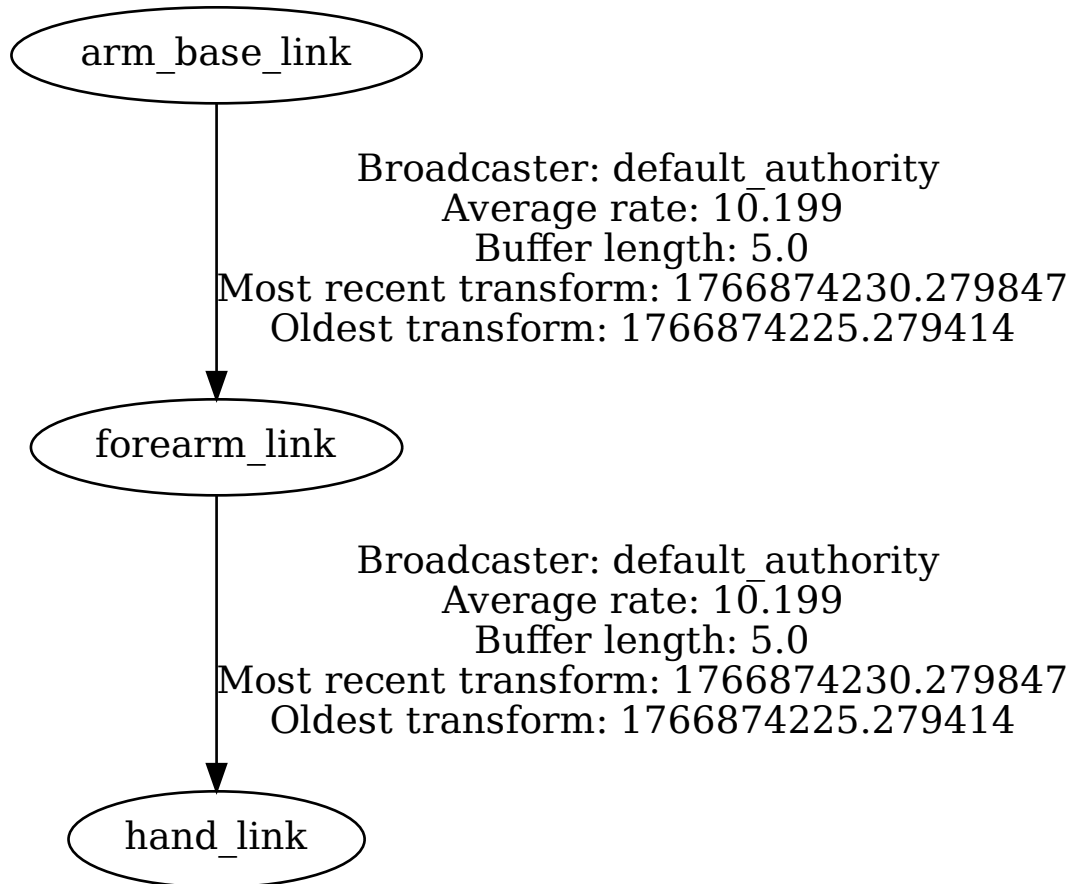 arm_base_link
Broadcaster: default_authority
Average rate: 10.199
Buffer length: 5.0
Most recent transform: 1766874230.279847
Oldest transform: 1766874225.279414
forearm_link
Broadcaster: default_authority
Average rate: 10.199
Buffer length: 5.0
Most recent transform: 1766874230.279847
Oldest transform: 1766874225.279414
hand_link